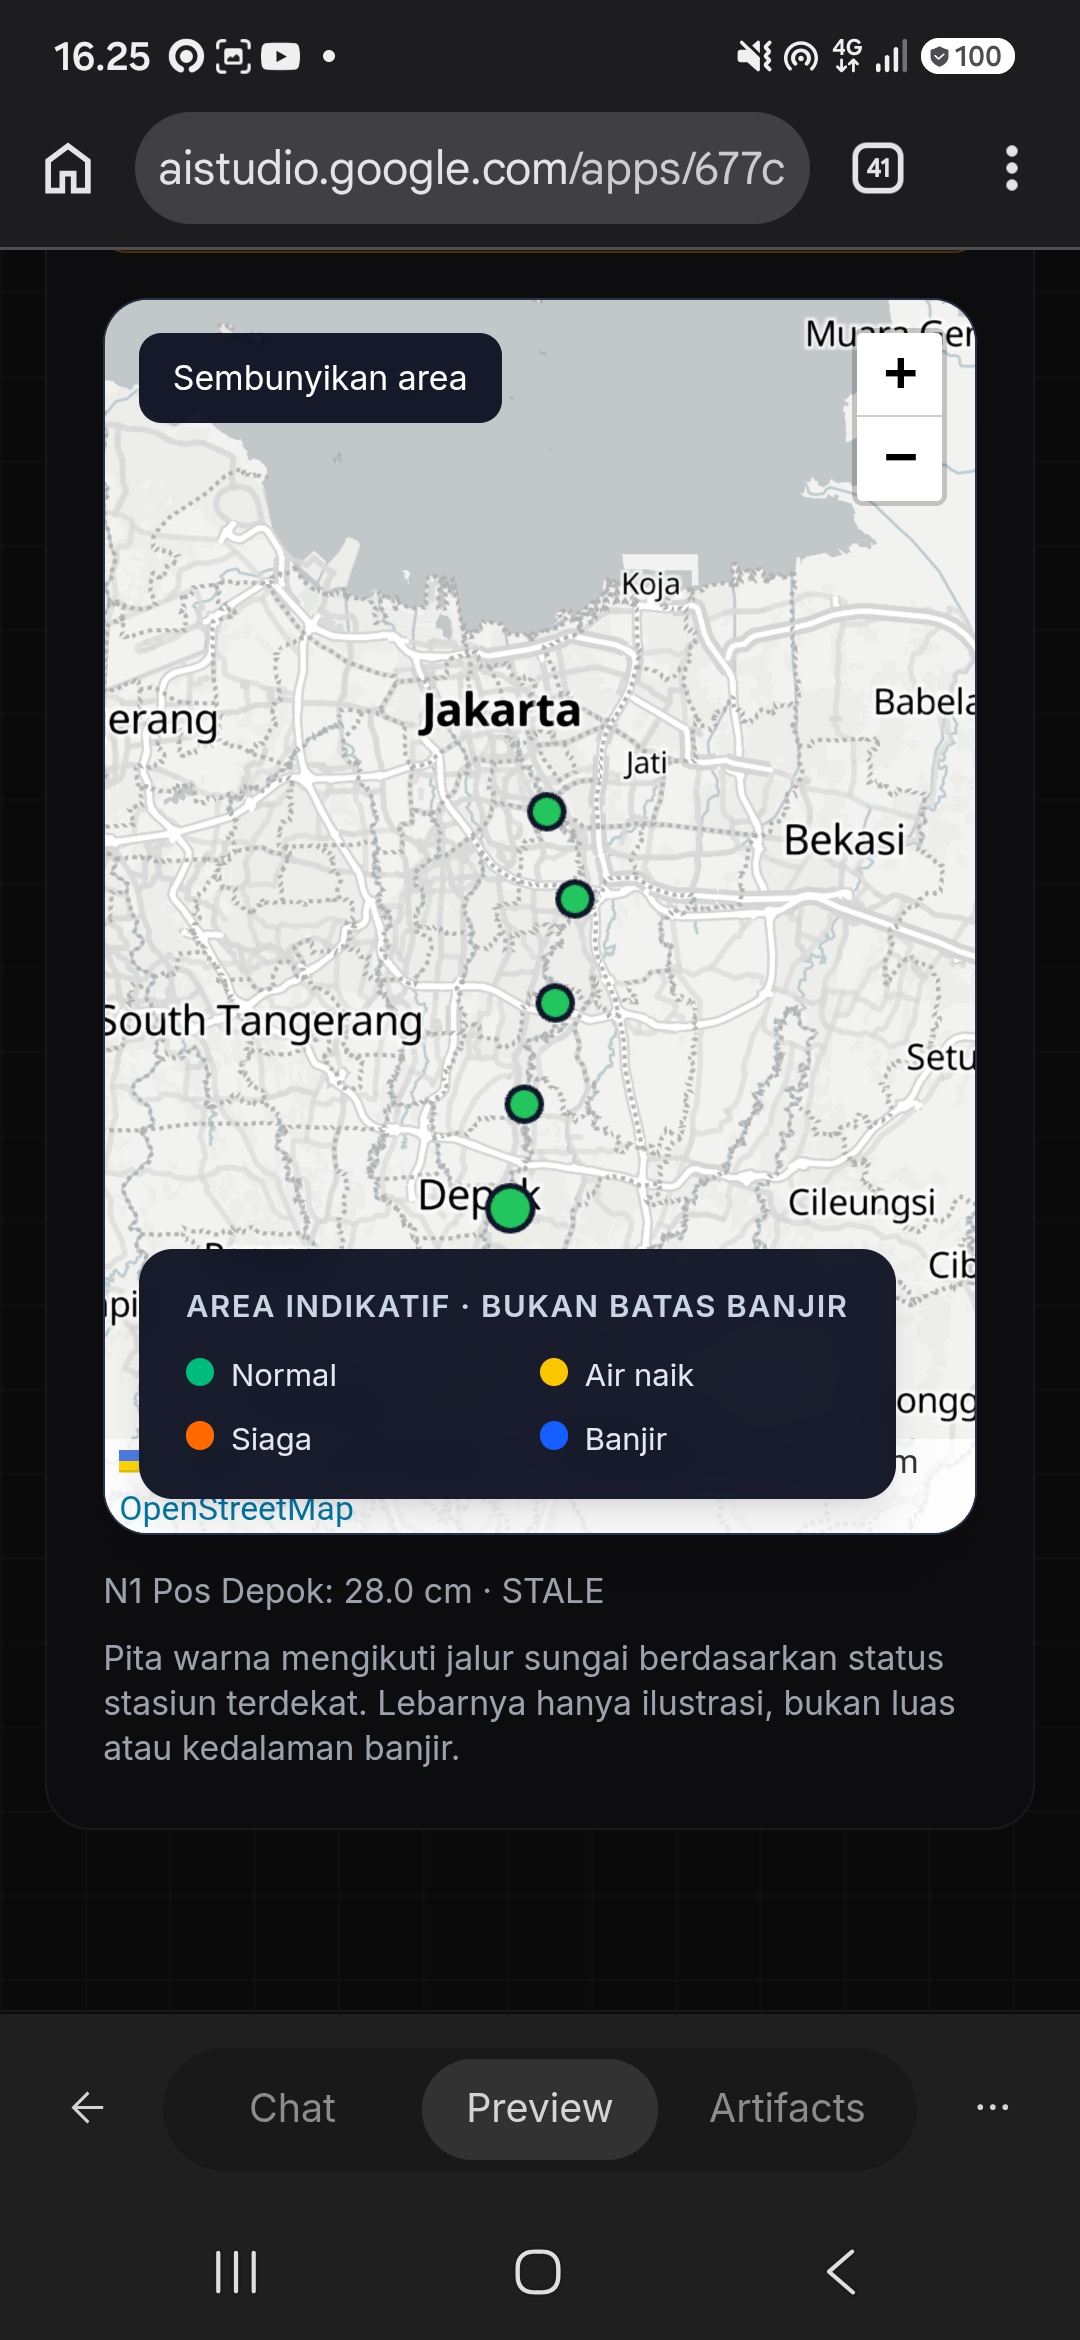 16.25
4G
100
aistudio.google.com/apps/677c
41
Sembunyikan area
+
−
Koja
erang
Jakarta
Babela
Jati
Bekasi
South Tangerang
Setu
Depok
Cileungsi
Cib
AREA INDIKATIF · BUKAN BATAS BANJIR
Normal
Air naik
ongg
Siaga
Banjir
m
OpenStreetMap
N1 Pos Depok: 28.0 cm · STALE
Pita warna mengikuti jalur sungai berdasarkan status
stasiun terdekat. Lebarnya hanya ilustrasi, bukan luas
atau kedalaman banjir.
Chat
Preview
Artifacts